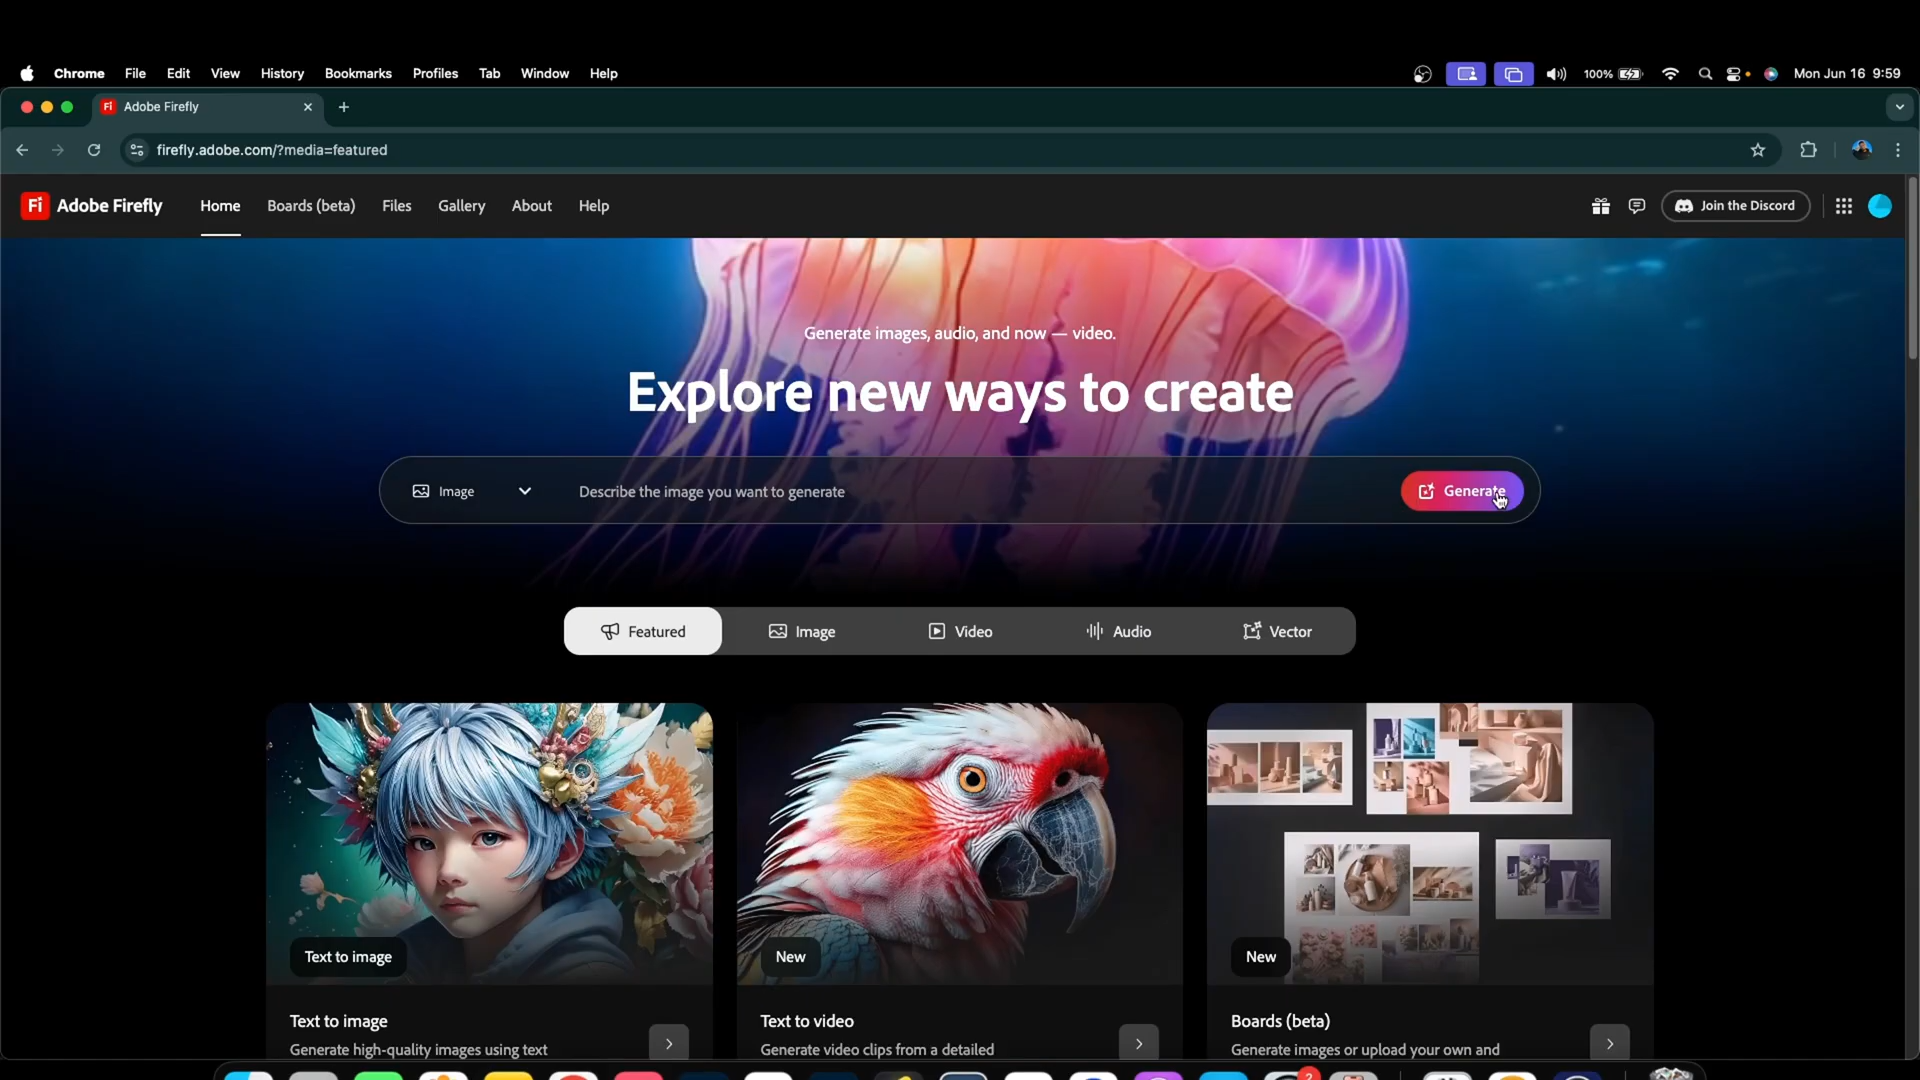 Chrome File Edit View History Bookmarks Profiles Tab Window Help 100% Mon Jun 16 9:59
Fi Adobe Firefly
firefly.adobe.com/?media=featured
Fi Adobe Firefly Home Boards (beta) Files Gallery About Help Join the Discord
Generate images, audio, and now — video.
Explore new ways to create
Image Describe the image you want to generate Generate
Featured Image Video Audio Vector
Text to image New New
Text to image Text to video Boards (beta)
Generate high-quality images using text Generate video clips from a detailed Generate images or upload your own and
2